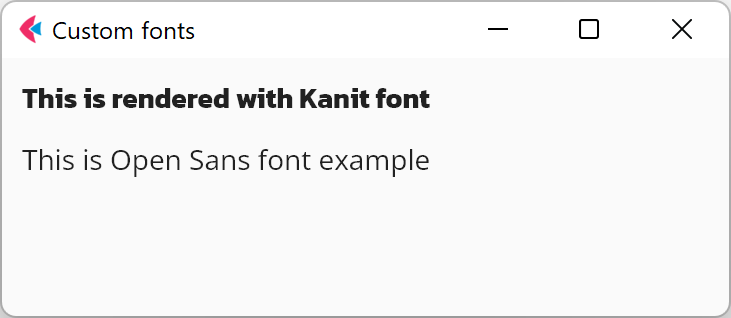 Custom fonts
This is rendered with Kanit font
This is Open Sans font example